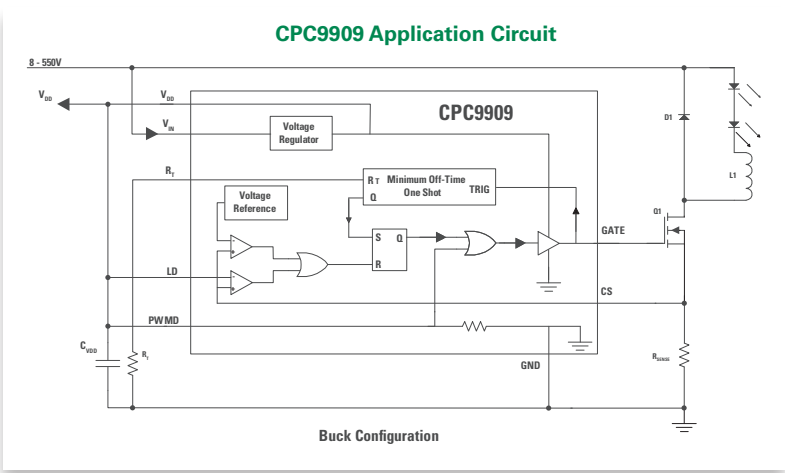 CPC9909 Application Circuit
8 - 550V
VDD
VDD
CPC9909
VIN
Voltage
Regulator
D1
L1
RT
RT Minimum Off-Time
One Shot
TRIG
Q
Voltage
Reference
Q1
S Q
R
GATE
LD
CS
PWMD
CVDD
RT
GND
RSENSE
Buck Configuration